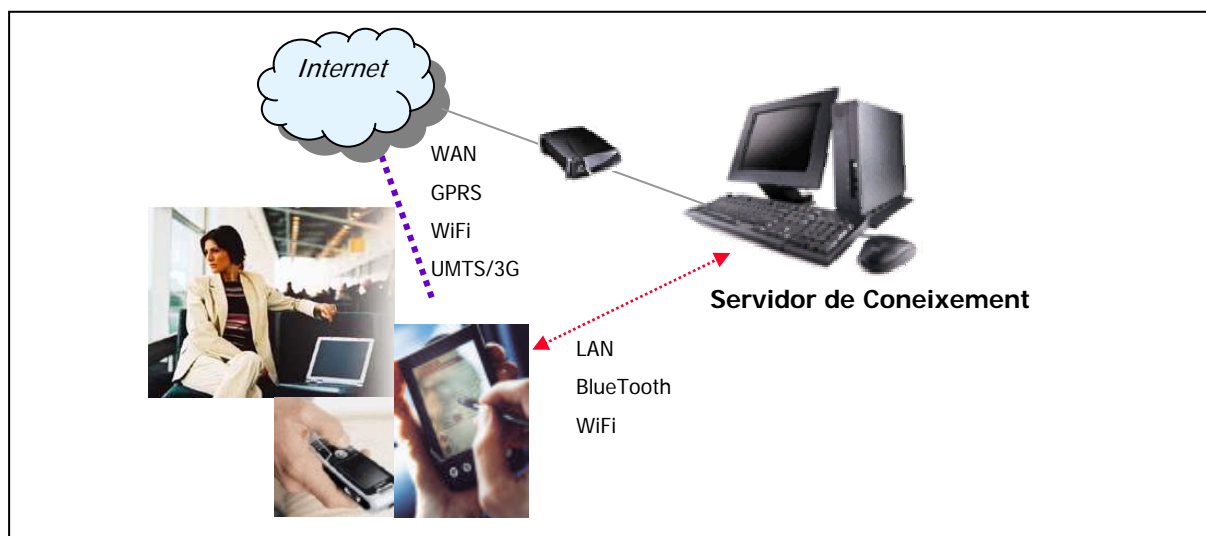 Internet
WAN
GPRS
WiFi
UMTS/3G
Servidor de Coneixement
LAN
BlueTooth
WiFi